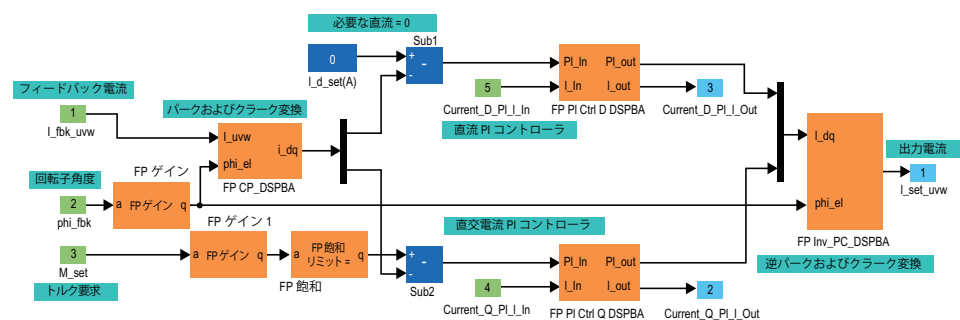 必要な直流 = 0
Sub1
0
I_d_set(A)
+
-
-
PI_In
PI_out
I_In
I_out
5
Current_D_PI_I_In
FP PI Ctrl D DSPBA
3
Current_D_PI_I_Out
直流 PI コントローラ
フィードバック電流
1
I_fbk_uvw
パークおよびクラーク変換
I_uvw
i_dq
phi_el
FP CP_DSPBA
I_dq
phi_el
FP Inv_PC_DSPBA
逆パークおよびクラーク変換
出力電流
1
I_set_uvw
回転子角度
2
phi_fbk
FP ゲイン
a
FP ゲイン
q
FP ゲイン 1
3
M_set
トルク要求
a
FP ゲイン
q
a
FP 飽和
リミット =
q
FP 飽和
+
-
-
Sub2
直交電流 PI コントローラ
PI_In
PI_out
I_In
I_out
4
Current_Q_PI_I_In
FP PI Ctrl Q DSPBA
2
Current_Q_PI_I_Out